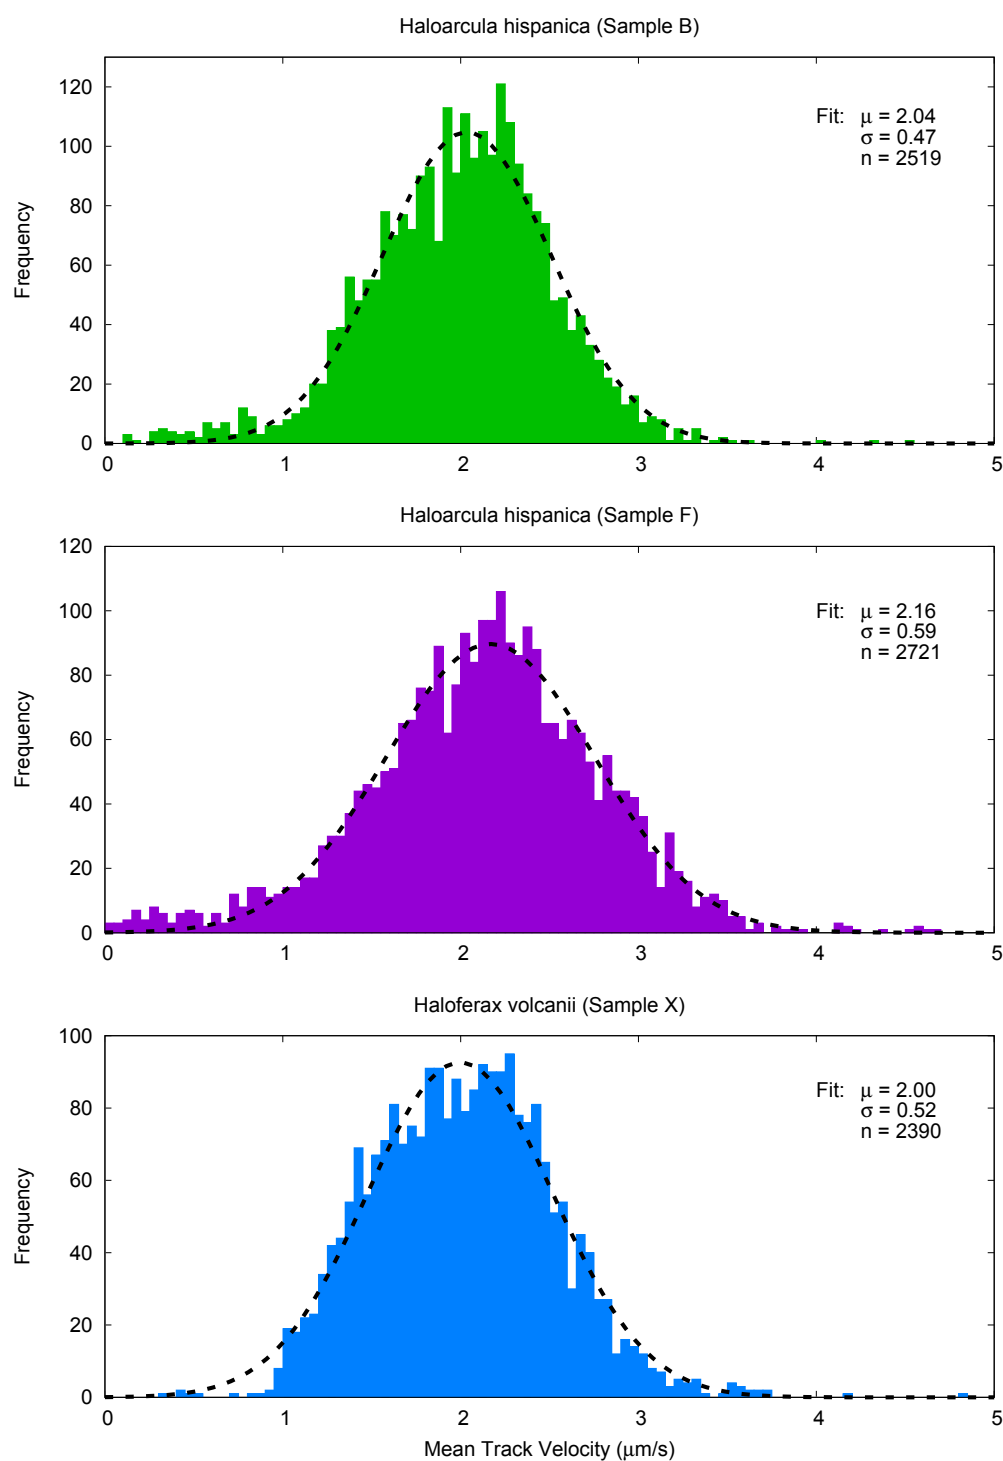 Haloarcula hispanica (Sample B)
120
100
80
60
40
20
0
Frequency
Fit: μ = 2.04
σ = 0.47
n = 2519
0 1 2 3 4 5
Haloarcula hispanica (Sample F)
120
100
80
60
40
20
0
Frequency
Fit: μ = 2.16
σ = 0.59
n = 2721
0 1 2 3 4 5
Haloferax volcanii (Sample X)
100
80
60
40
20
0
Frequency
Fit: μ = 2.00
σ = 0.52
n = 2390
0 1 2 3 4 5
Mean Track Velocity (μm/s)